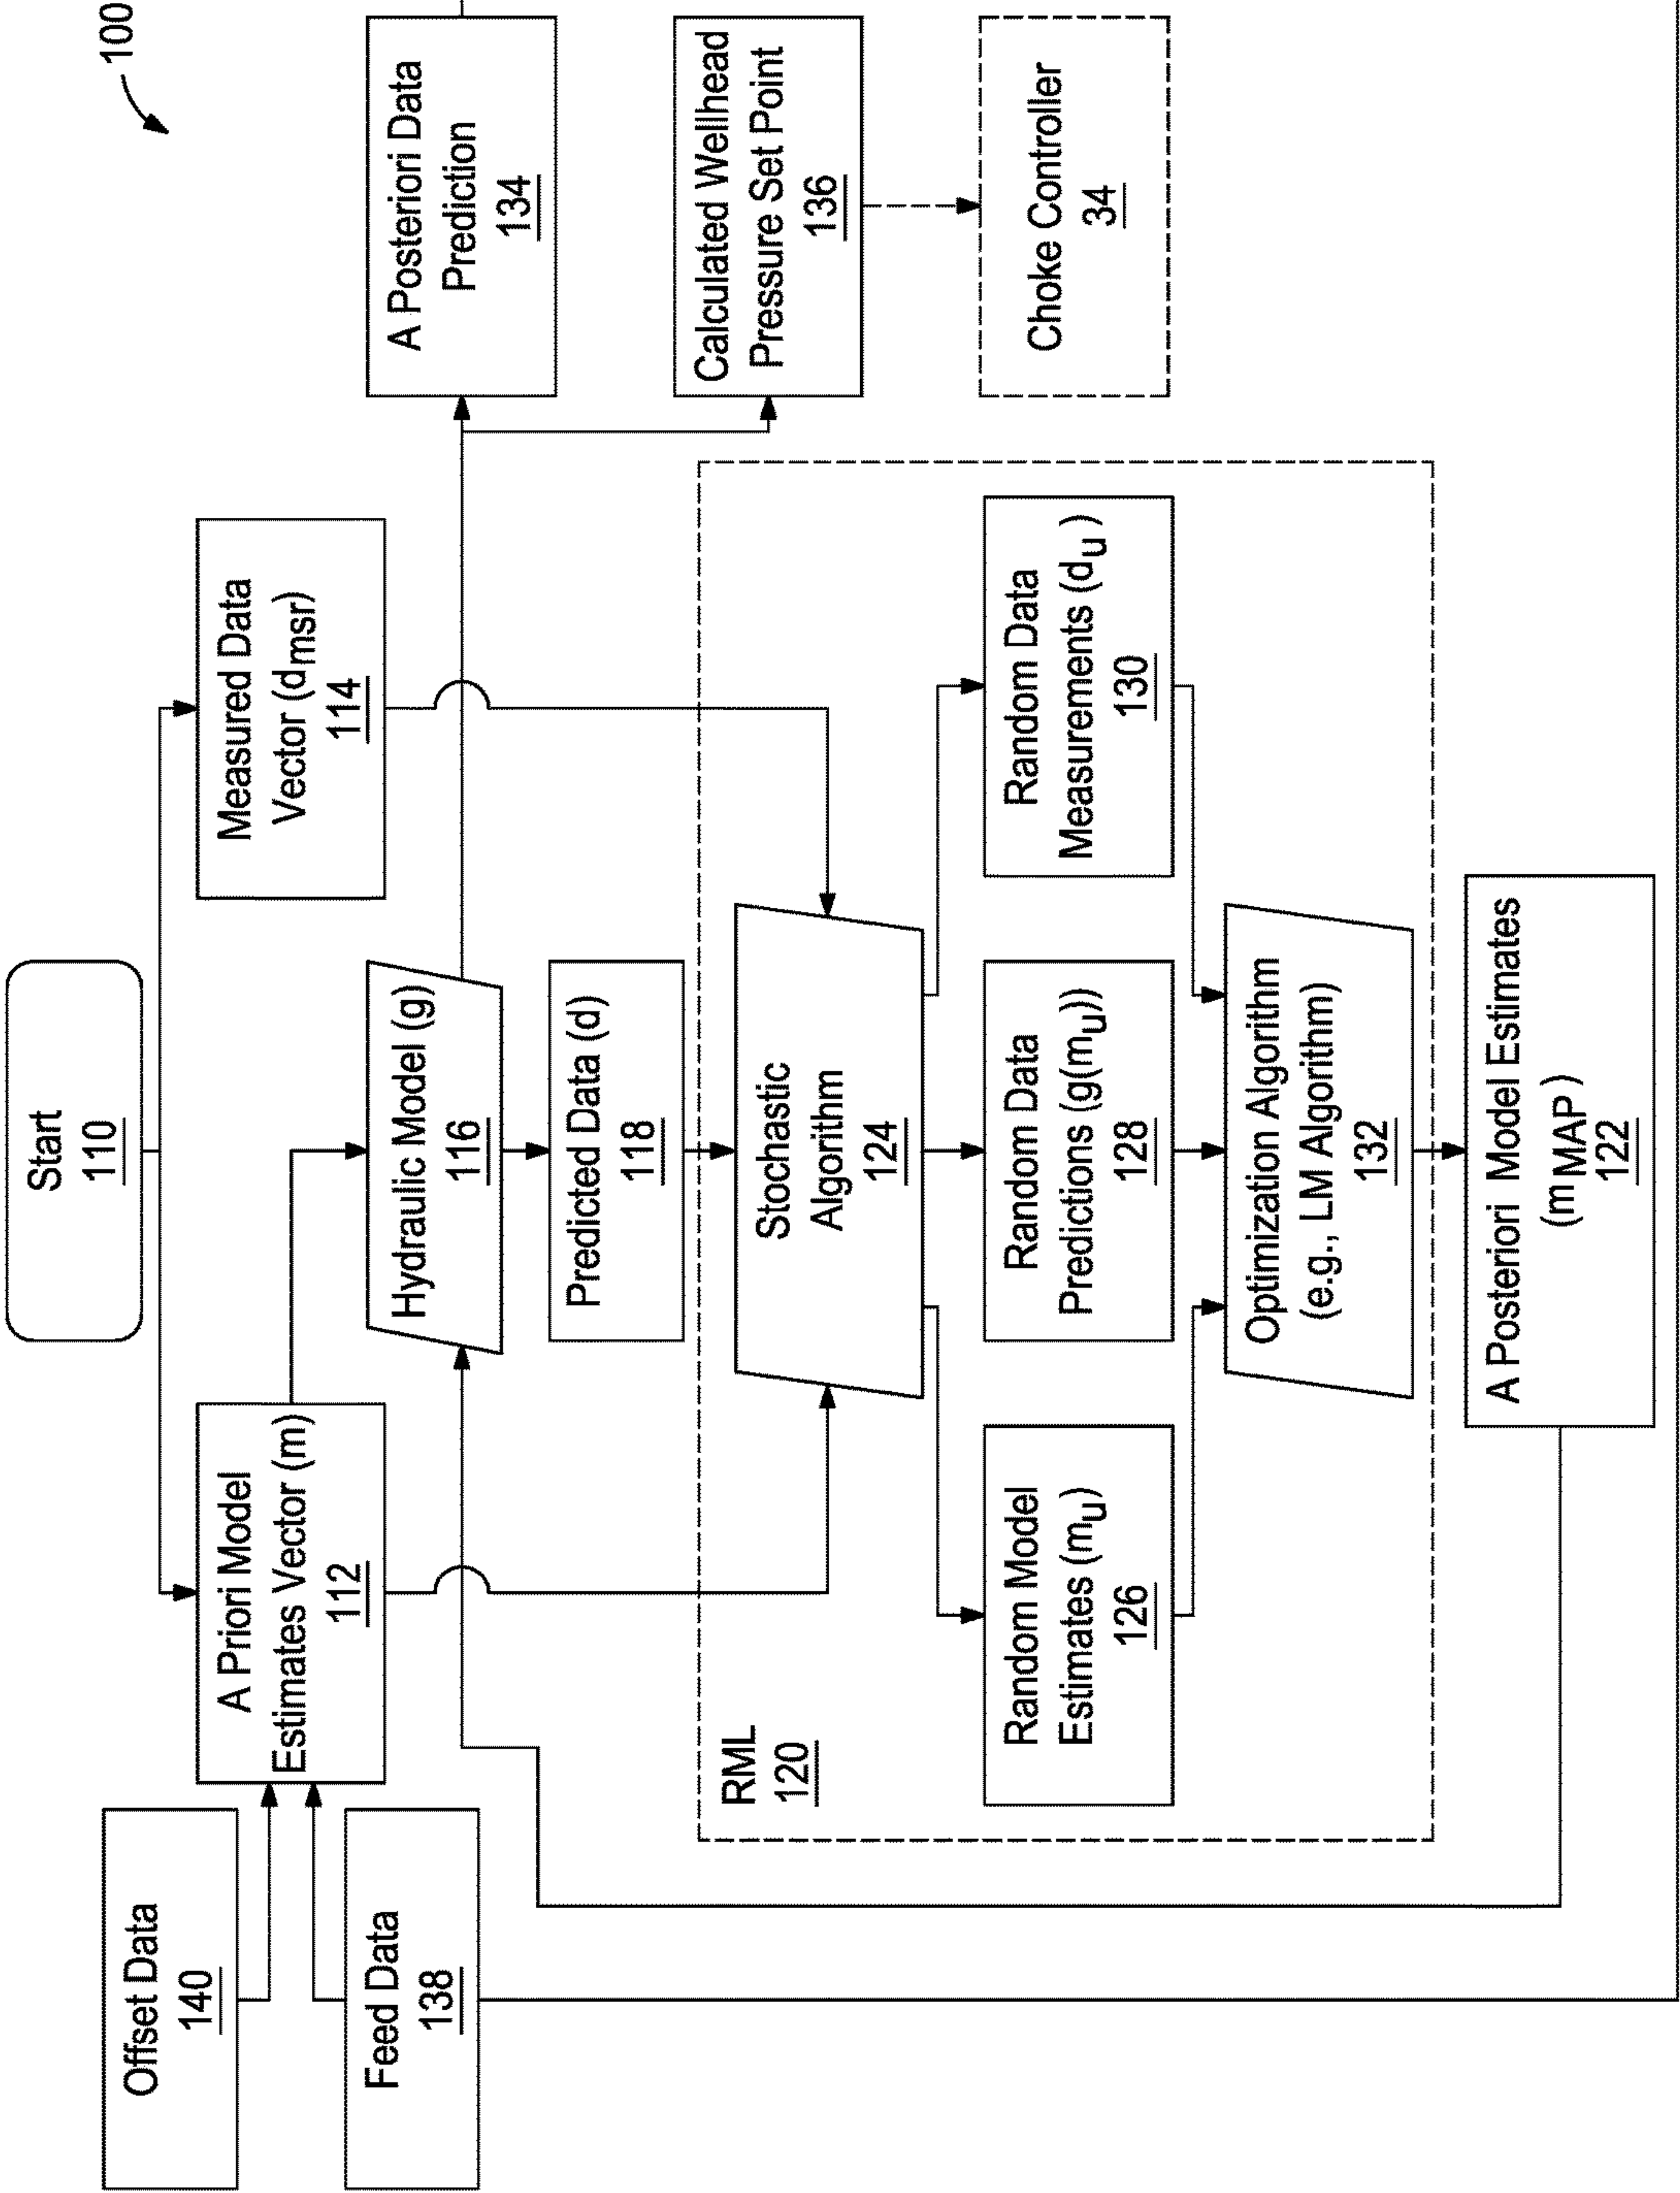 100
Start
110
Offset Data
140
A Priori Model
Estimates Vector (m)
112
Measured Data
Vector (dmsr)
114
Feed Data
138
Hydraulic Model (g)
116
A Posteriori Data
Prediction
134
Predicted Data (d)
118
Calculated Wellhead
Pressure Set Point
136
RML
120
Stochastic
Algorithm
124
Choke Controller
34
Random Model
Estimates (mu)
126
Random Data
Predictions (g(mu))
128
Random Data
Measurements (du )
130
Optimization Algorithm
(e.g., LM Algorithm)
132
A Posteriori Model Estimates
(m MAP )
122